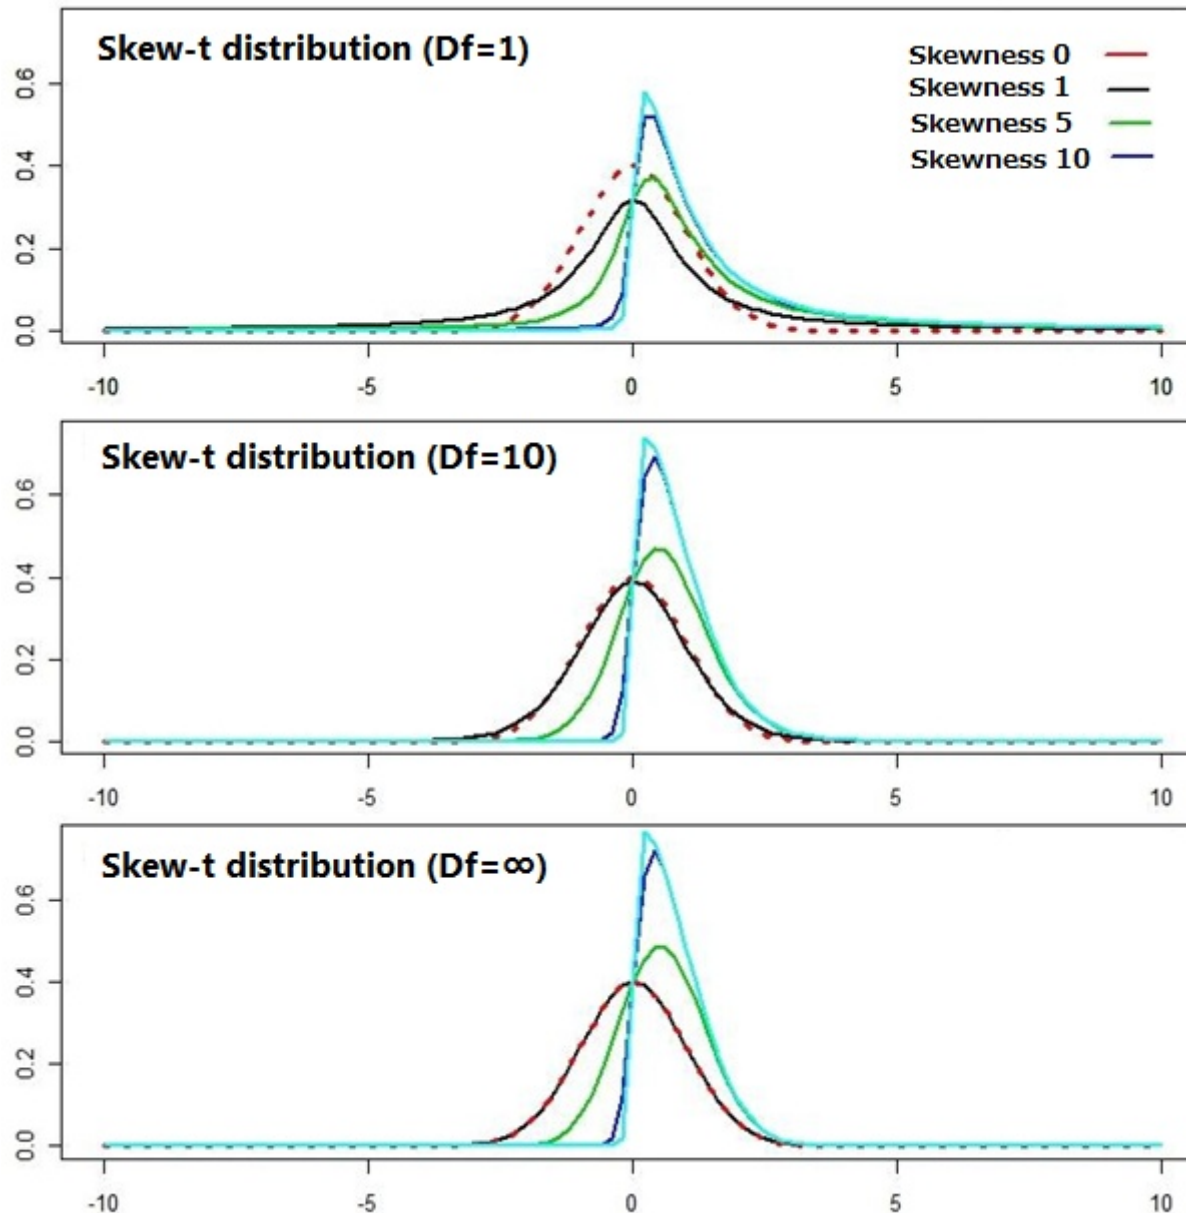 Skew-t distribution (Df=1)
Skewness 0
Skewness 1
Skewness 5
Skewness 10
0.6
0.4
0.2
0.0
-10 -5 0 5 10
Skew-t distribution (Df=10)
0.6
0.4
0.2
0.0
-10 -5 0 5 10
Skew-t distribution (Df=∞)
0.6
0.4
0.2
0.0
-10 -5 0 5 10